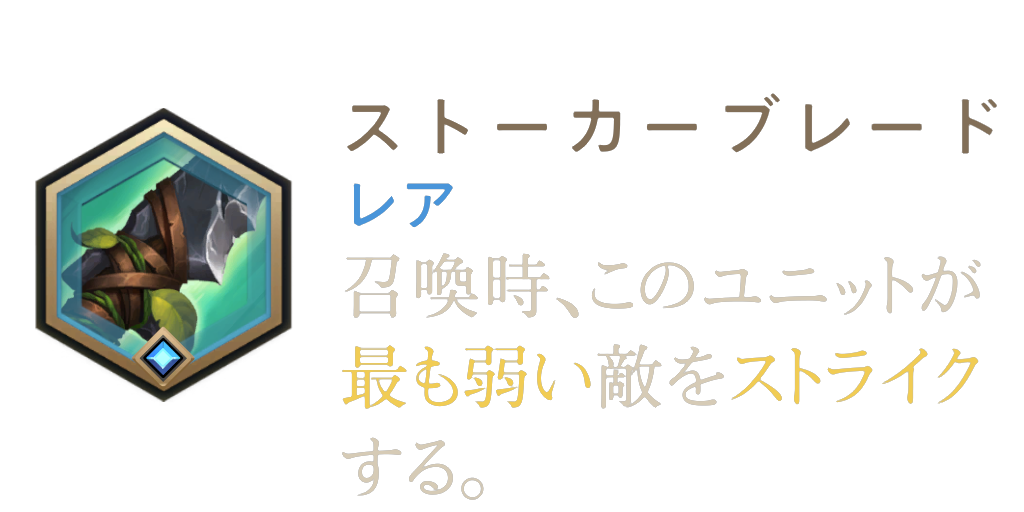 ストーカーブレード
レア
召喚時、このユニットが
最も弱い敵をストライク
する。